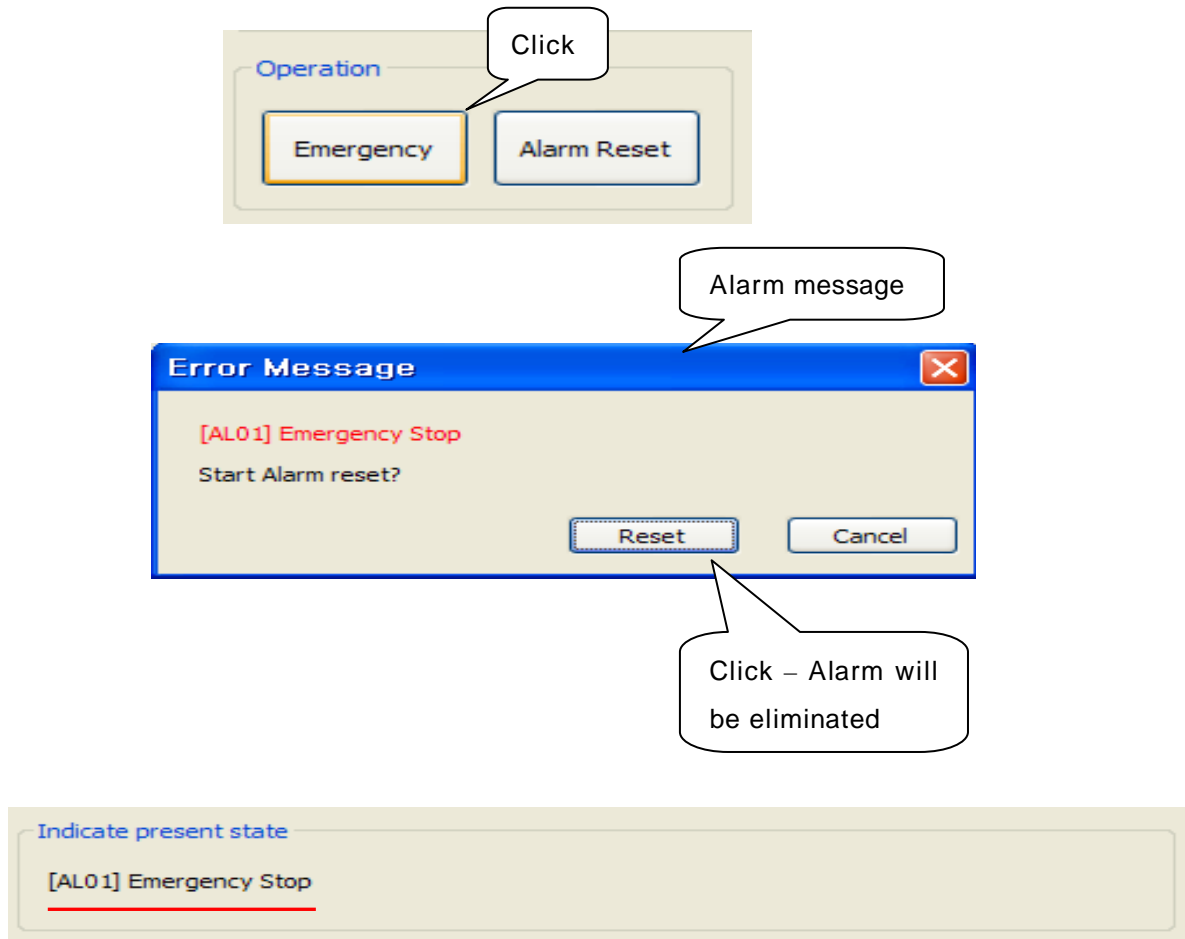 Click
Operation
Emergency
Alarm Reset
Alarm message
Error Message
[AL01] Emergency Stop
Start Alarm reset?
Reset
Cancel
Click – Alarm will
be eliminated
Indicate present state
[AL01] Emergency Stop